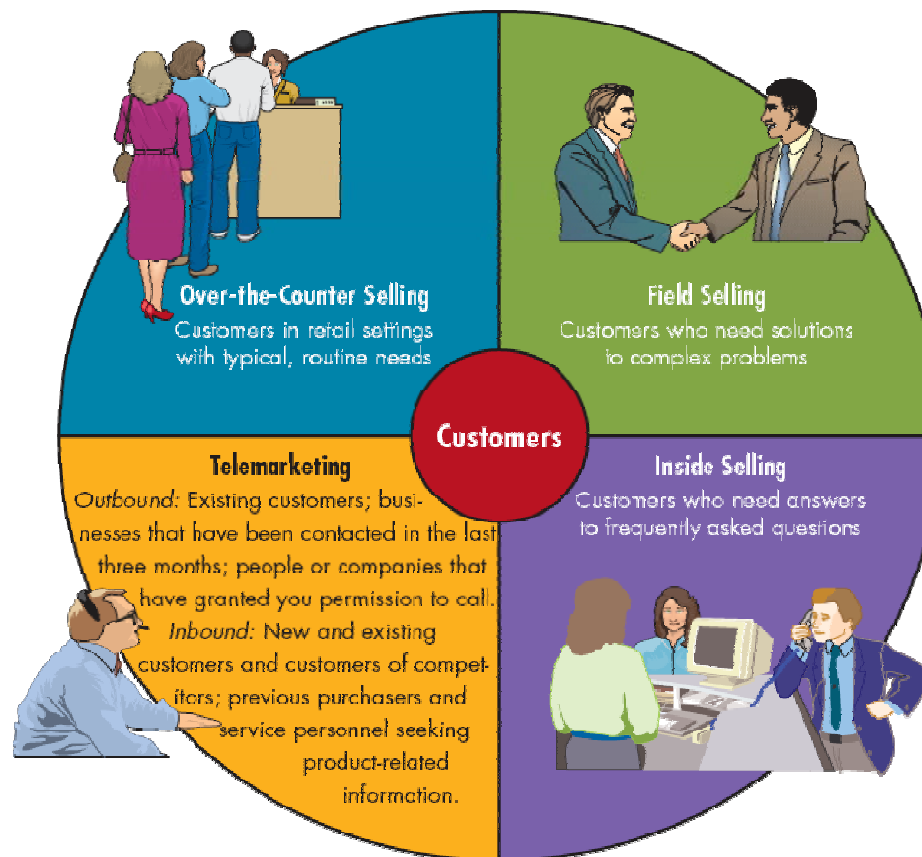 Over-the-Counter Selling
Customers in retail settings
with typical, routine needs
Field Selling
Customers who need solutions
to complex problems
Customers
Telemarketing
Outbound: Existing customers; busi-
nesses that have been contacted in the last
three months; people or companies that
have granted you permission to call.
Inbound: New and existing
customers and customers of compet-
itors; previous purchasers and
service personnel seeking
product-related
information.
Inside Selling
Customers who need answers
to frequently asked questions